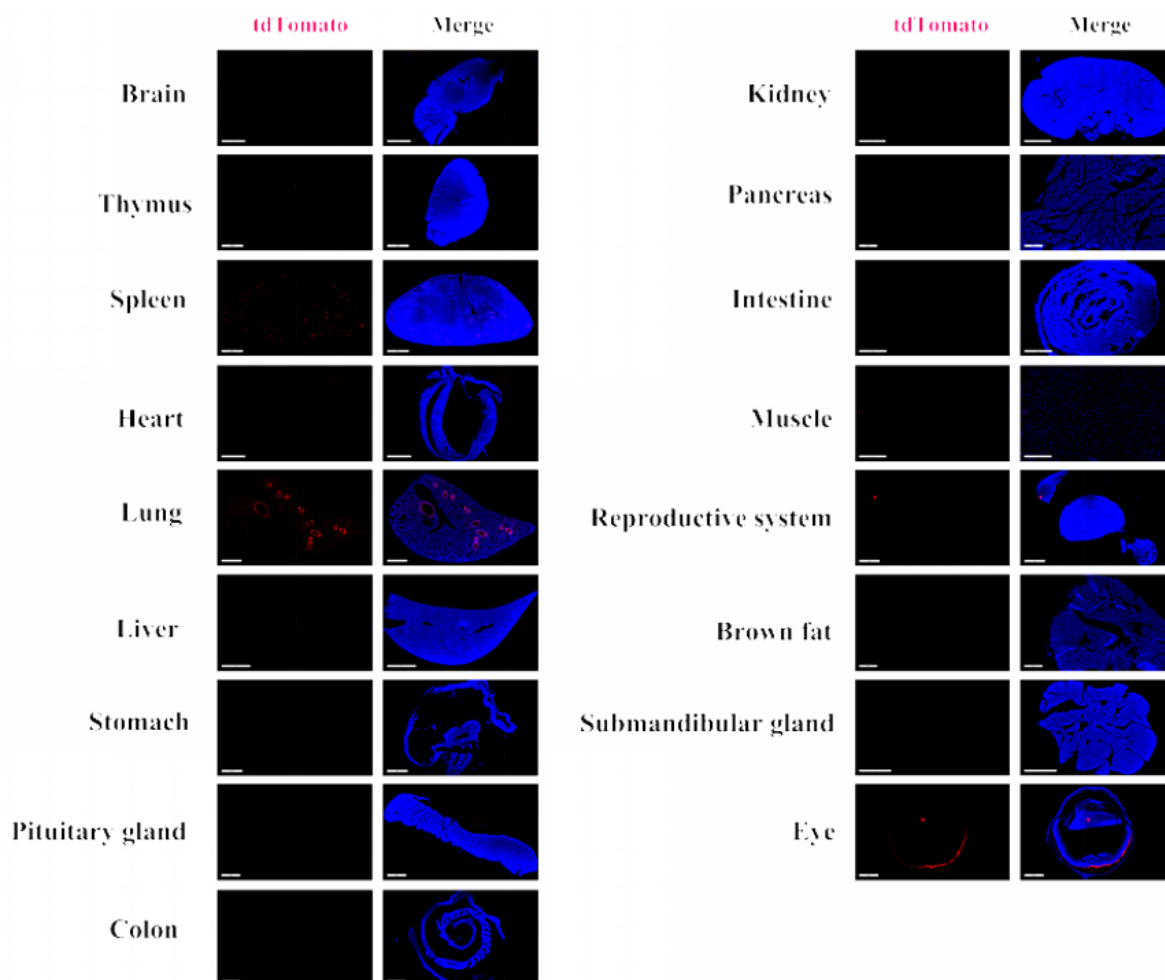 tdTomato Merge tdTomato Merge
Brain Kidney
Thymus Pancreas
Spleen Intestine
Heart Muscle
Lung Reproductive system
Liver Brown fat
Stomach Submandibular gland
Pituitary gland Eye
Colon